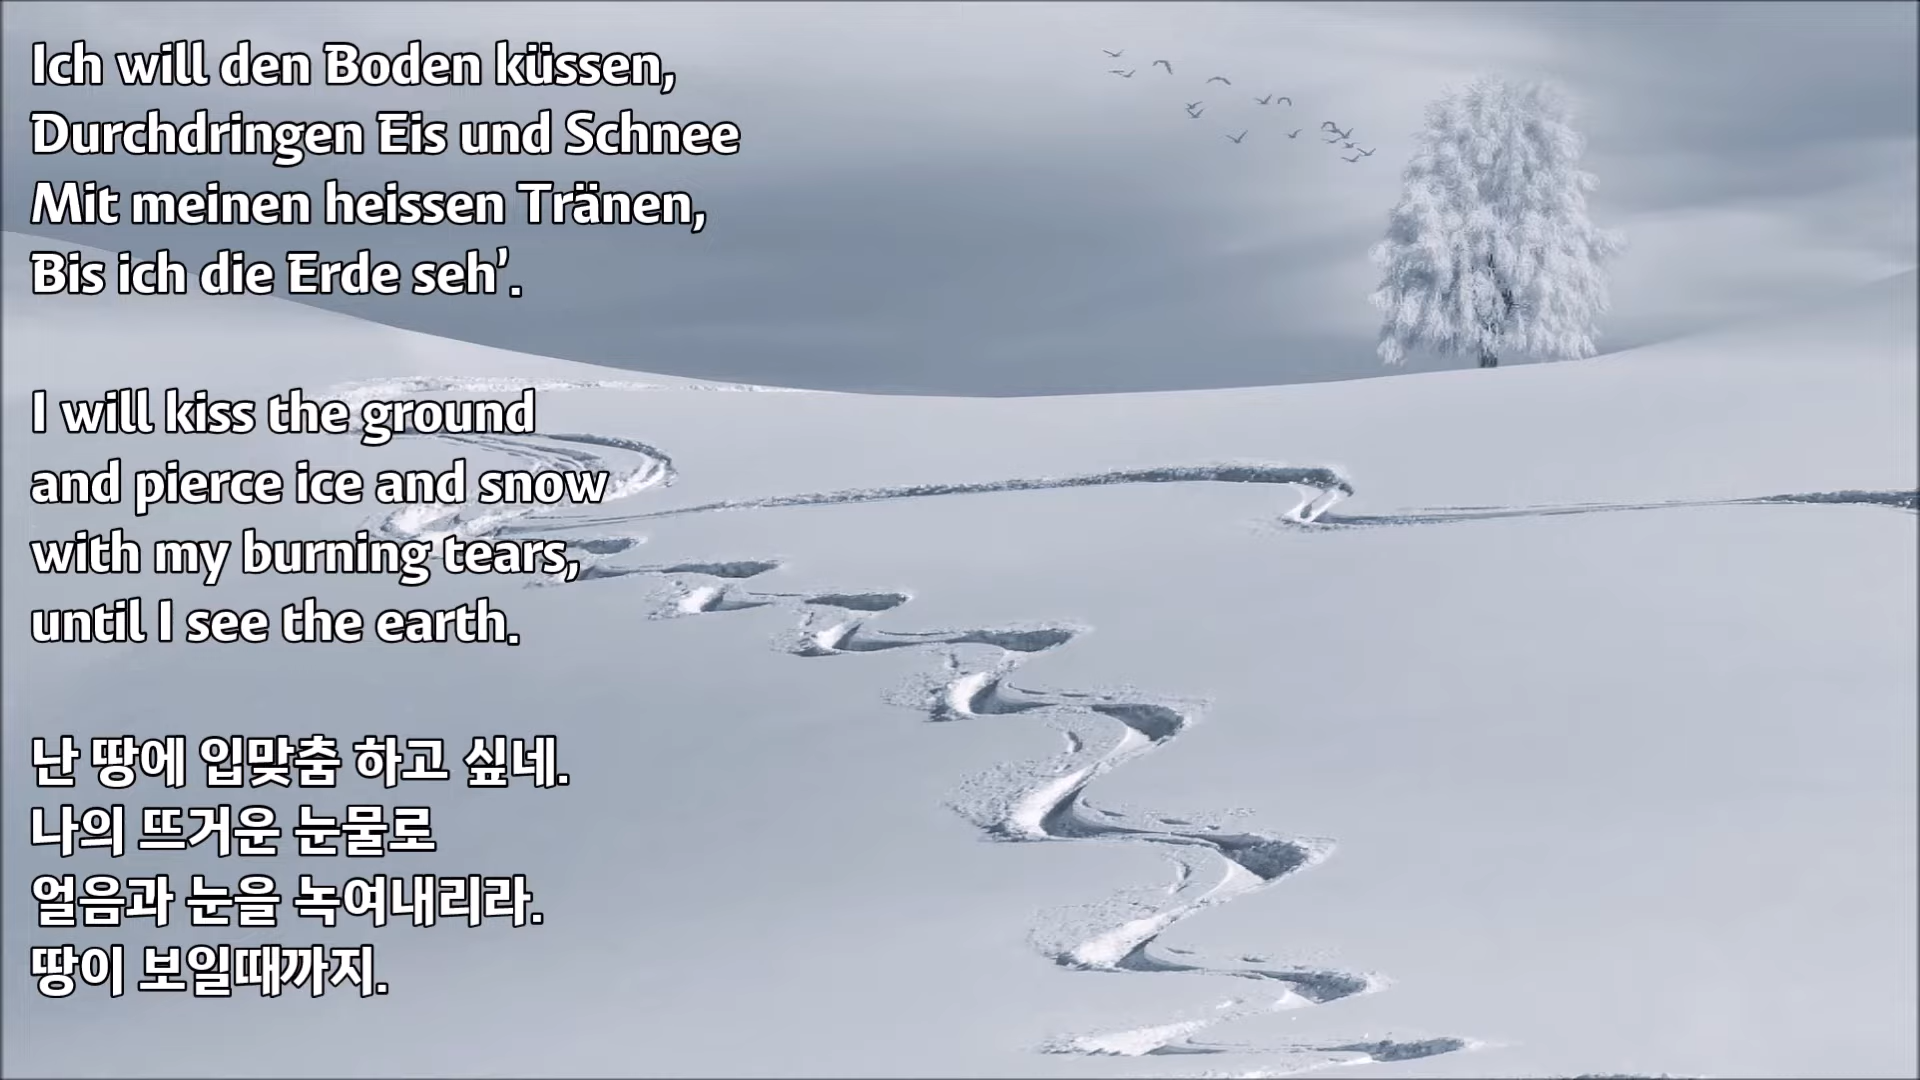 Ich will den Boden küssen,
Durchdringen Eis und Schnee
Mit meinen heissen Tränen,
Bis ich die Erde seh’.
I will kiss the ground
and pierce ice and snow
with my burning tears,
until I see the earth.
난 땅에 입맞춤 하고 싶네.
나의 뜨거운 눈물로
얼음과 눈을 녹여내리라.
땅이 보일때까지.